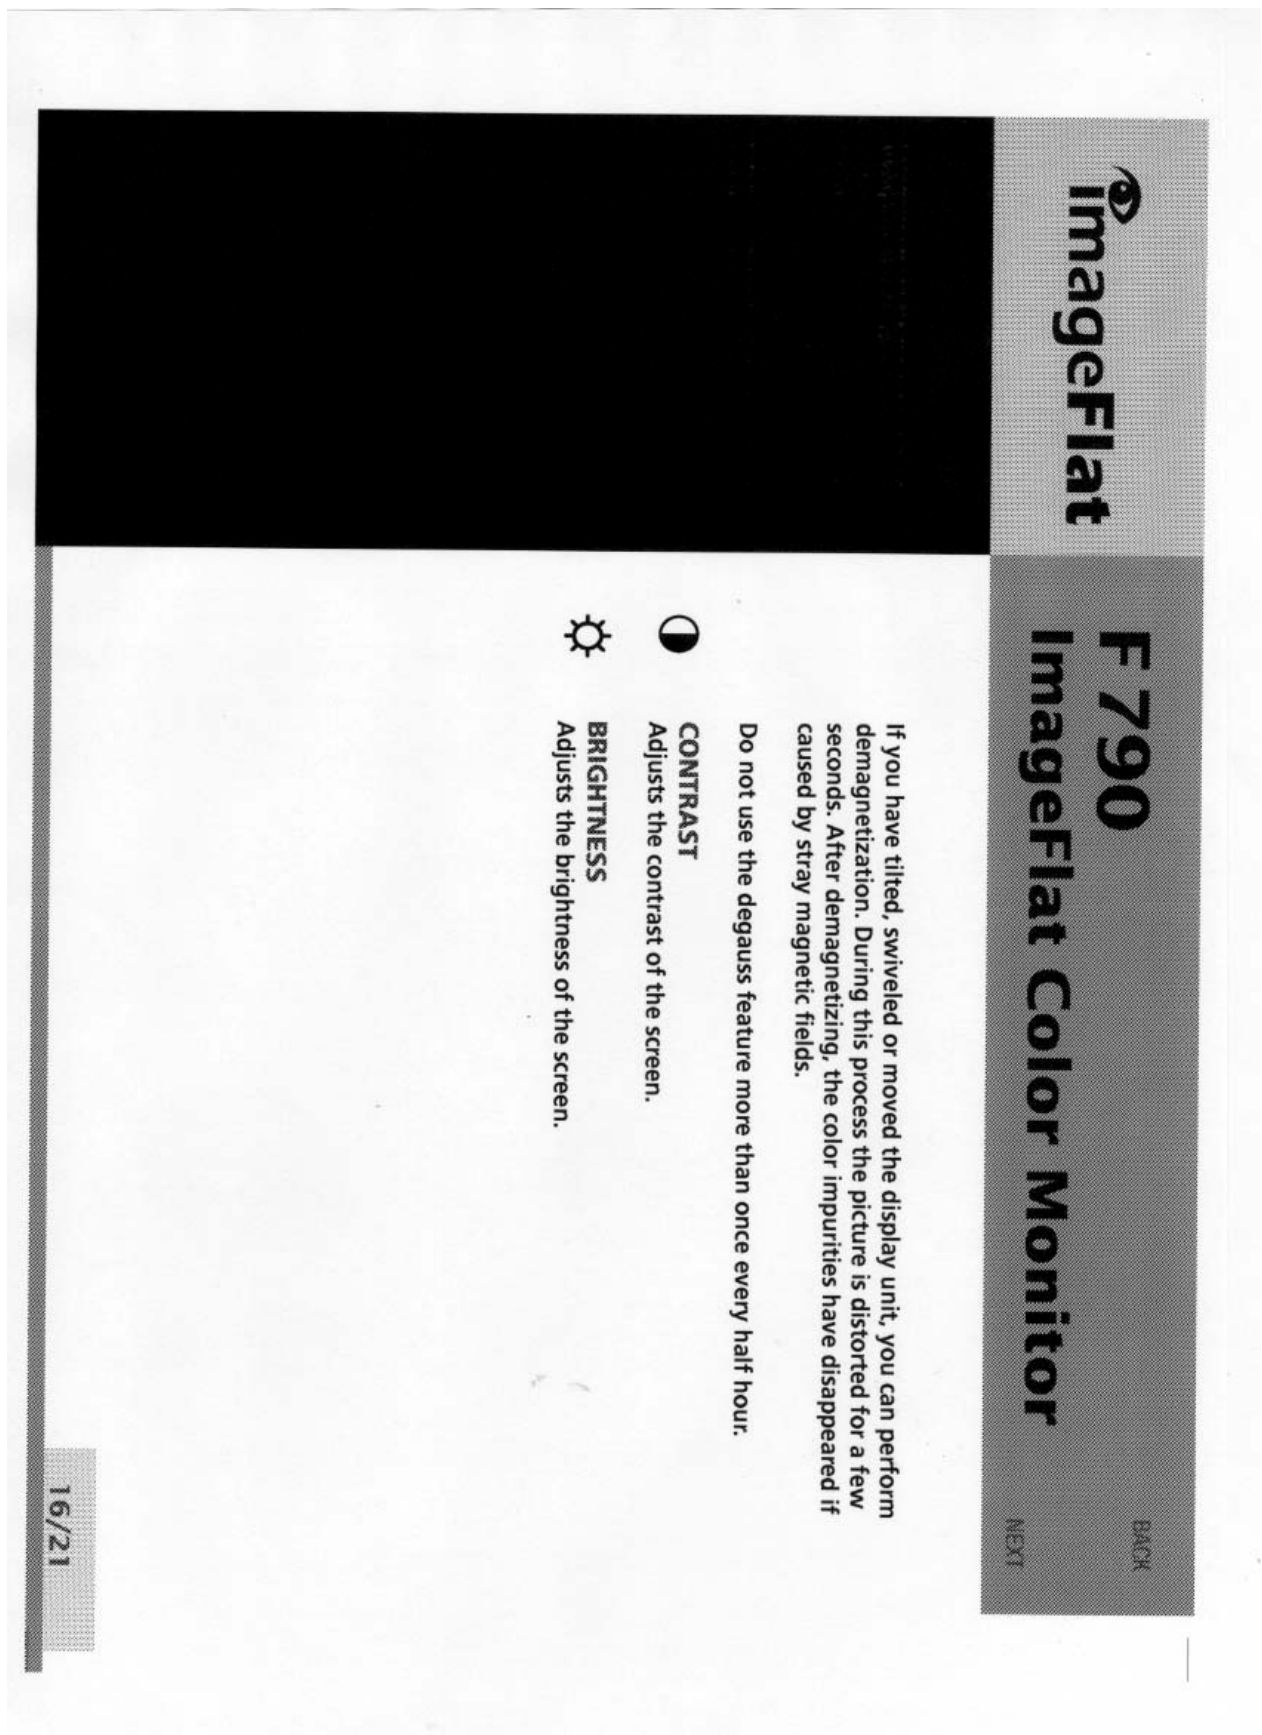 imageFlat
F 790
ImageFlat Color Monitor
BACK
NEXT
If you have tilted, swiveled or moved the display unit, you can perform
demagnetization. During this process the picture is distorted for a few
seconds. After demagnetizing, the color impurities have disappeared if
caused by stray magnetic fields.
Do not use the degauss feature more than once every half hour.
CONTRAST
Adjusts the contrast of the screen.
BRIGHTNESS
Adjusts the brightness of the screen.
16/21